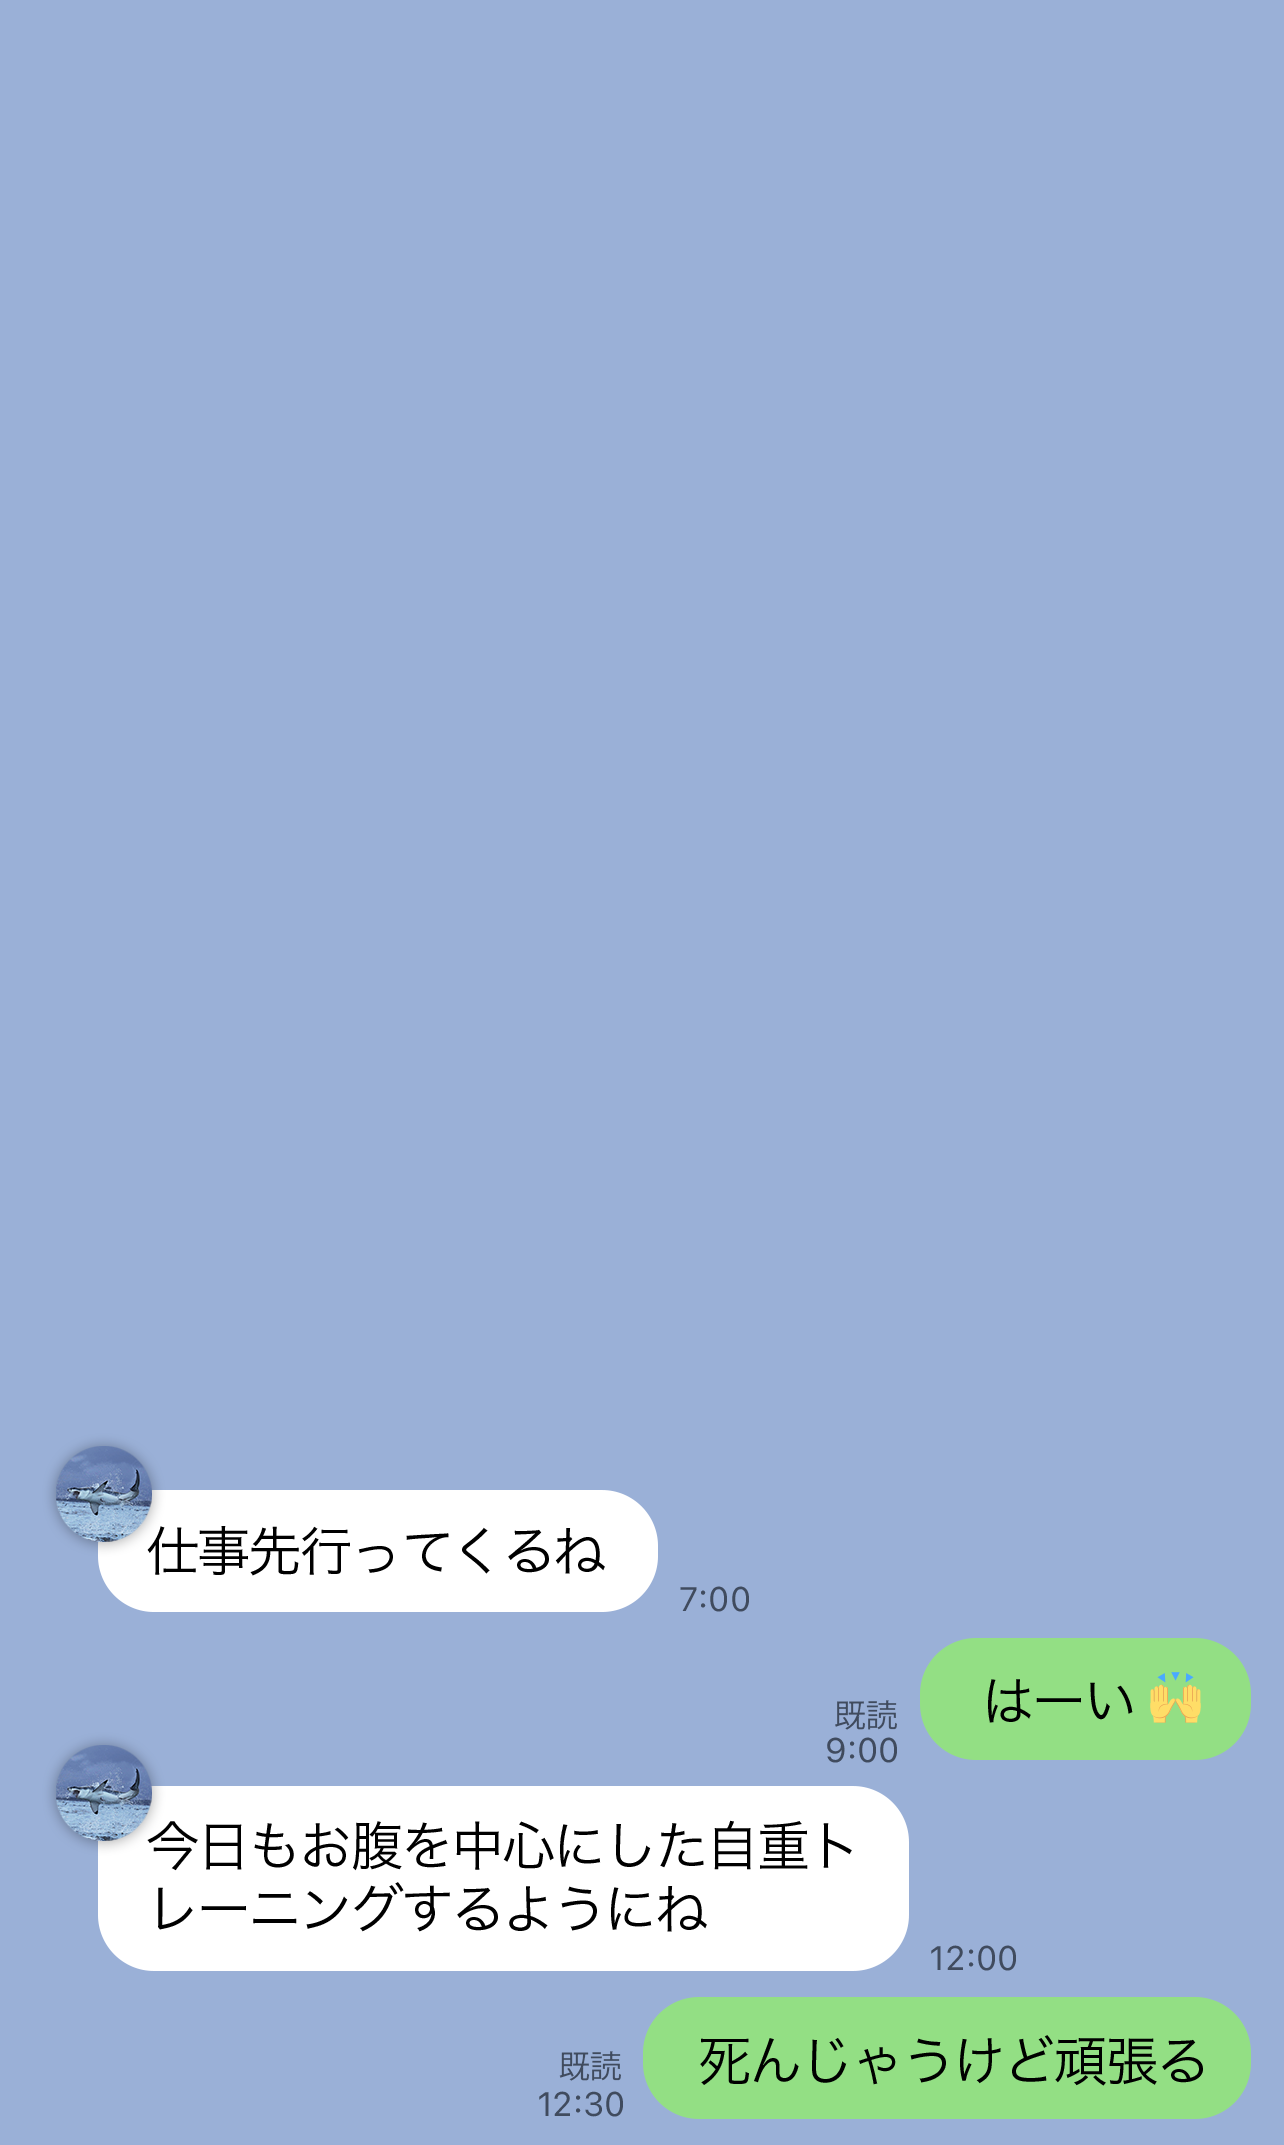 仕事先行ってくるね
7:00
はーい🙌
既読
9:00
今日もお腹を中心にした自重ト
レーニングするようにね
12:00
死んじゃうけど頑張る
既読
12:30